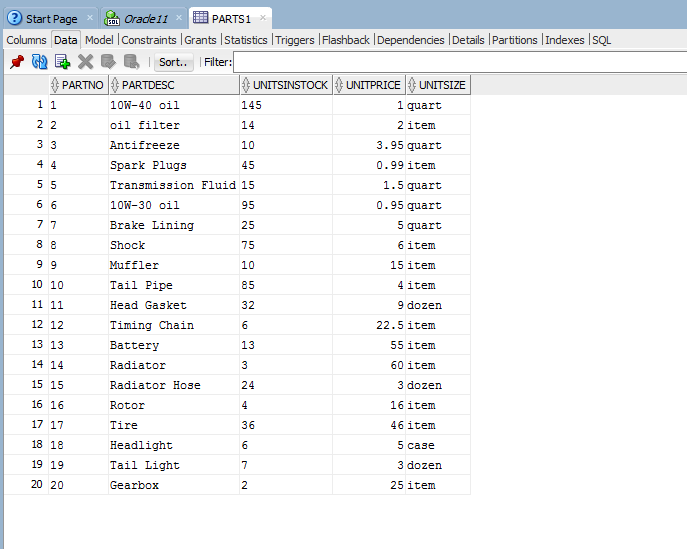 Start Page Oracle11 PARTS1
Columns Data Model Constraints Grants Statistics Triggers Flashback Dependencies Details Partitions Indexes SQL
Sort.. Filter:
PARTNO PARTDESC UNITSINSTOCK UNITPRICE UNITSIZE
1 1 10W-40 oil 145 1 quart
2 2 oil filter 14 2 item
3 3 Antifreeze 10 3.95 quart
4 4 Spark Plugs 45 0.99 item
5 5 Transmission Fluid 15 1.5 quart
6 6 10W-30 oil 95 0.95 quart
7 7 Brake Lining 25 5 quart
8 8 Shock 75 6 item
9 9 Muffler 10 15 item
10 10 Tail Pipe 85 4 item
11 11 Head Gasket 32 9 dozen
12 12 Timing Chain 6 22.5 item
13 13 Battery 13 55 item
14 14 Radiator 3 60 item
15 15 Radiator Hose 24 3 dozen
16 16 Rotor 4 16 item
17 17 Tire 36 46 item
18 18 Headlight 6 5 case
19 19 Tail Light 7 3 dozen
20 20 Gearbox 2 25 item